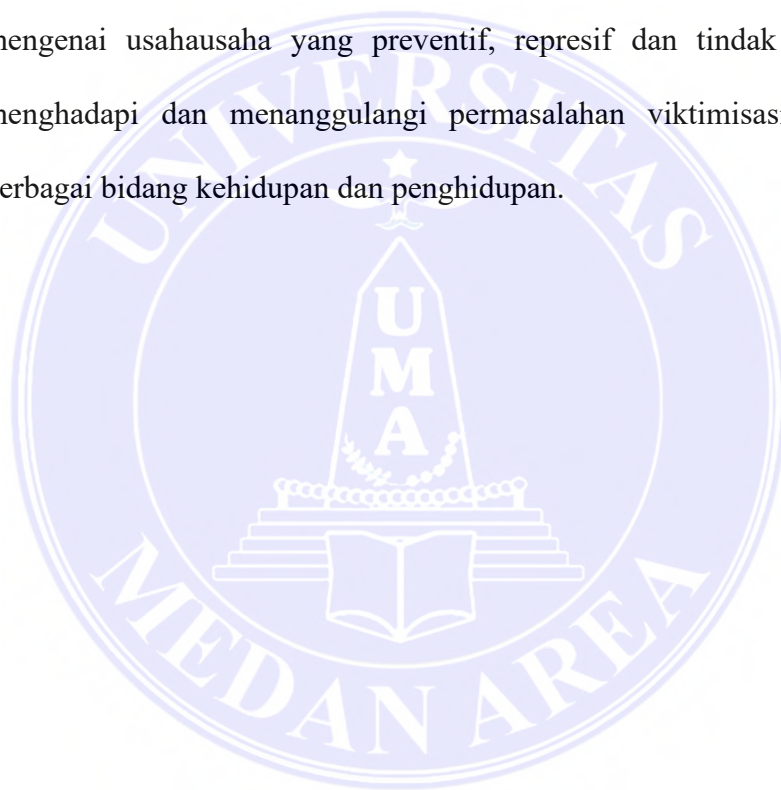 mengenai usahausaha yang preventif, represif dan tindak
menghadapi dan menanggulangi permasalahan viktimisasi
erbagai bidang kehidupan dan penghidupan.
UNIVERSITAS
U
M
A
MEDAN AREA